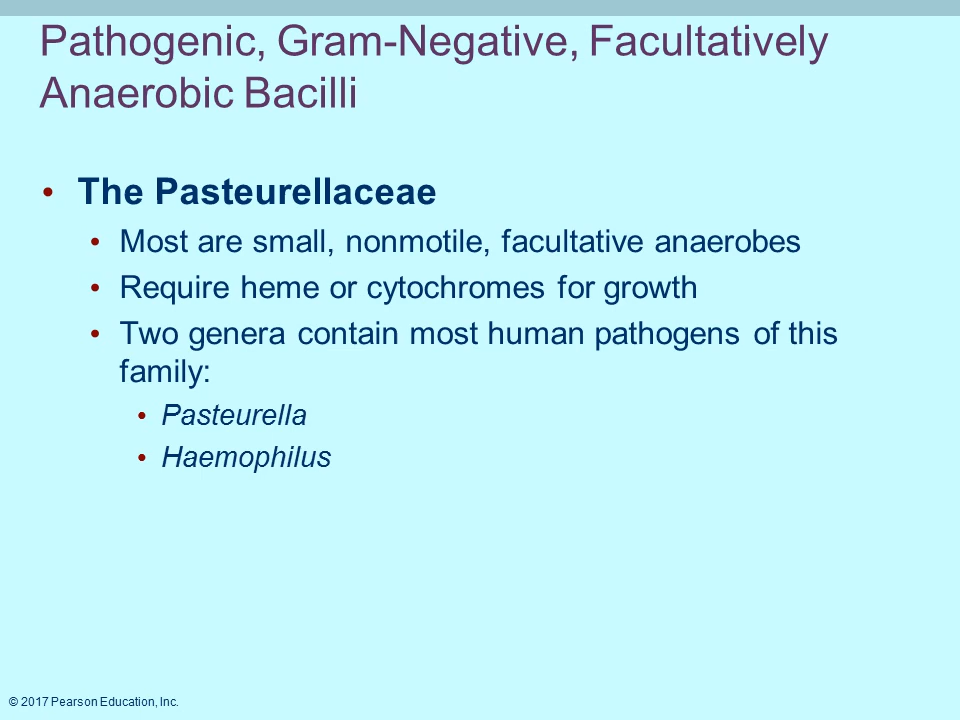 Pathogenic, Gram-Negative, Facultatively
Anaerobic Bacilli
• The Pasteurellaceae
• Most are small, nonmotile, facultative anaerobes
• Require heme or cytochromes for growth
• Two genera contain most human pathogens of this
family:
• Pasteurella
• Haemophilus
© 2017 Pearson Education, Inc.